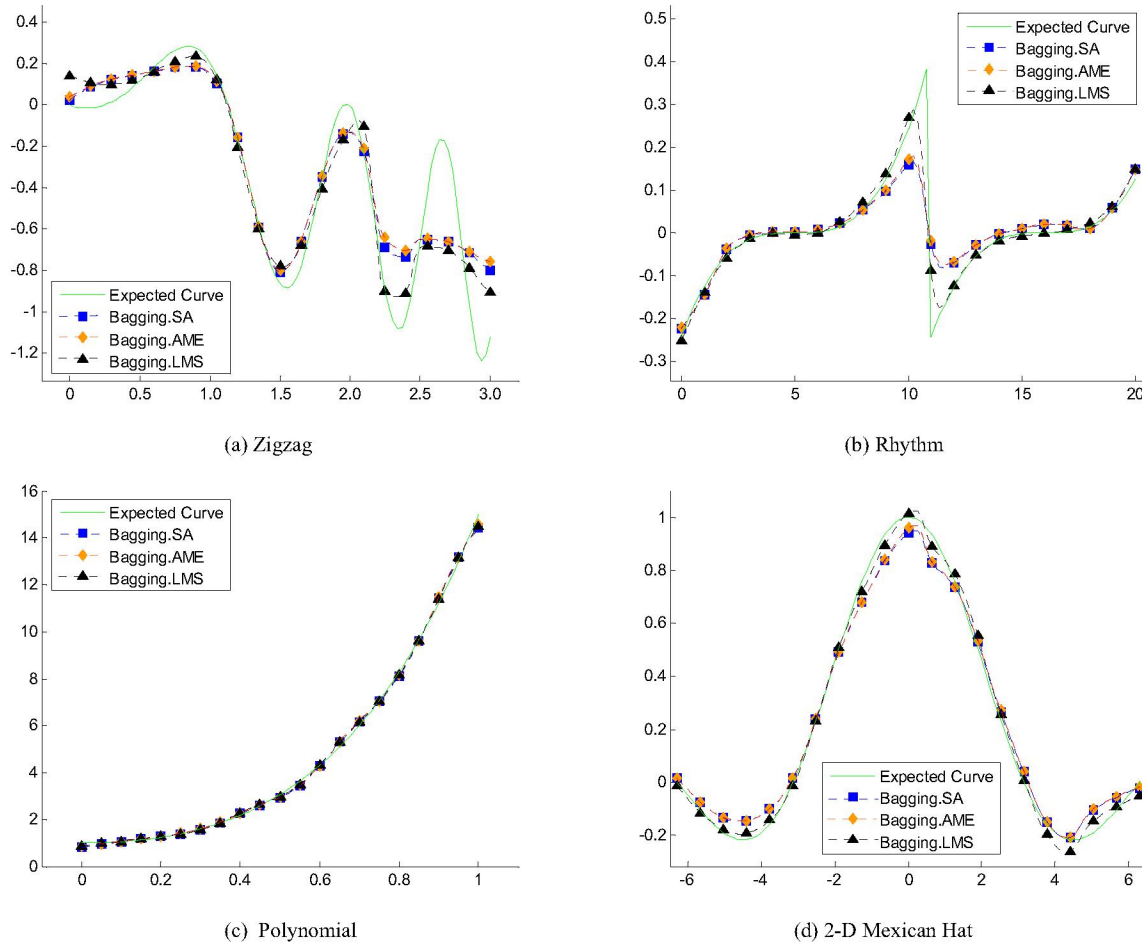 0.4
0.2
0
-0.2
-0.4
-0.6
-0.8
-1
-1.2
Expected Curve
Bagging.SA
Bagging.AME
Bagging.LMS
0 0.5 1.0 1.5 2.0 2.5 3.0
(a) Zigzag
0.5
0.4
0.3
0.2
0.1
0
-0.1
-0.2
-0.3
Expected Curve
Bagging.SA
Bagging.AME
Bagging.LMS
0 5 10 15 20
(b) Rhythm
16
14
12
10
8
6
4
2
0
Expected Curve
Bagging.SA
Bagging.AME
Bagging.LMS
0 0.2 0.4 0.6 0.8 1
(c) Polynomial
1
0.8
0.6
0.4
0.2
0
-0.2
Expected Curve
Bagging.SA
Bagging.AME
Bagging.LMS
-6 -4 -2 0 2 4 6
(d) 2-D Mexican Hat